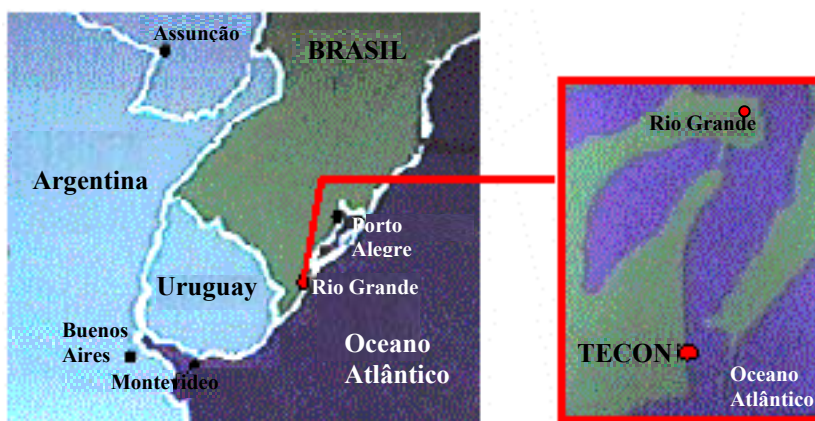 Assunção
BRASIL
Argentina
Porto
Alegre
Uruguay
Rio Grande
Buenos
Aires
Montevideo
Oceano
Atlântico
Rio Grande
TECON
Oceano
Atlântico